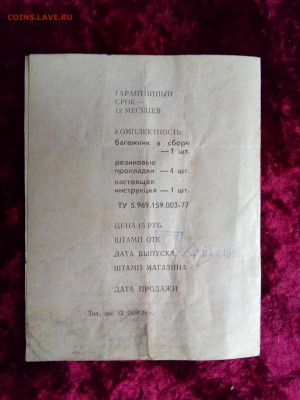 COINS.LAVE.RU
ГАРАНТИЙНЫЙ
СРОК—
12 МЕСЯЦЕВ
КОМПЛЕКТНОСТЬ:
багажник в сборе
—1 шт.
резиновые
прокладки — 4 шт.
настоящая
инструкция — 1 шт.
ТУ 5.969.159.003-77
ЦЕНА 15 РУБ.
ШТАМП ОТК
ДАТА ВЫПУСКА
ШТАМП МАГАЗИНА
ДАТА ПРОДАЖИ